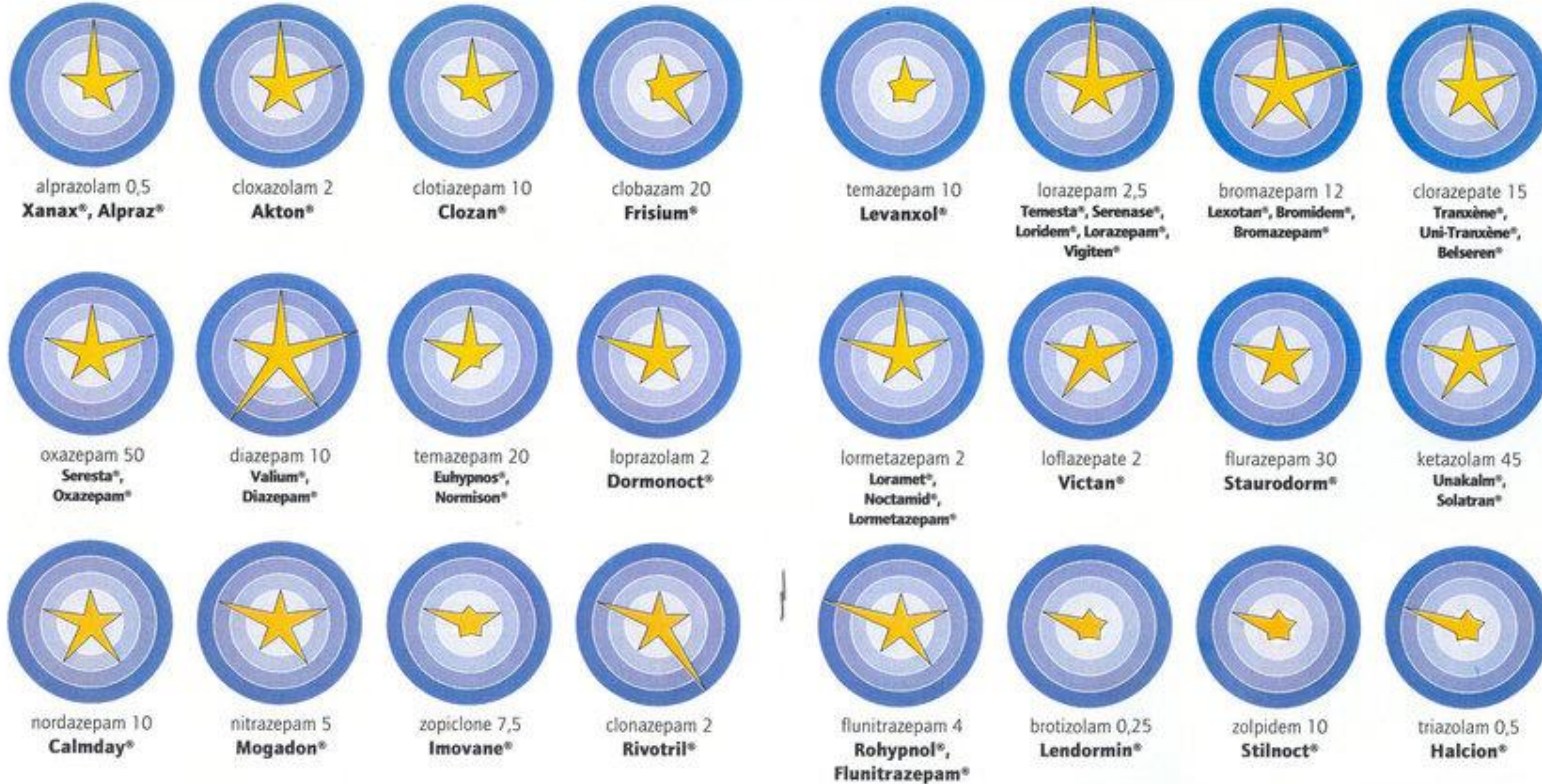 alprazolam 0,5
Xanax®, Alpraz®
cloxazolam 2
Akton®
clotiazepam 10
Clozan®
clobazam 20
Frisium®
temazepam 10
Levanxol®
lorazepam 2,5
Temesta®, Serenase®,
Loridem®, Lorazepam®,
Vigiten®
bromazepam 12
Lexotan®, Bromidem®,
Bromazepam®
clorazepate 15
Tranxène®,
Uni-Tranxène®,
Belseren®
oxazepam 50
Seresta®,
Oxazepam®
diazepam 10
Valium®,
Diazepam®
temazepam 20
Euhypnos®,
Normison®
loprazolam 2
Dormonoct®
lormetazepam 2
Loramet®,
Noctamid®,
Lormetazepam®
loflazepate 2
Victan®
flurazepam 30
Staurodorm®
ketazolam 45
Unakalm®,
Solatran®
nordazepam 10
Calmday®
nitrazepam 5
Mogadon®
zopiclone 7,5
Imovane®
clonazepam 2
Rivotril®
flunitrazepam 4
Rohypnol®,
Flunitrazepam®
brotizolam 0,25
Lendormin®
zolpidem 10
Stilnoct®
triazolam 0,5
Halcion®